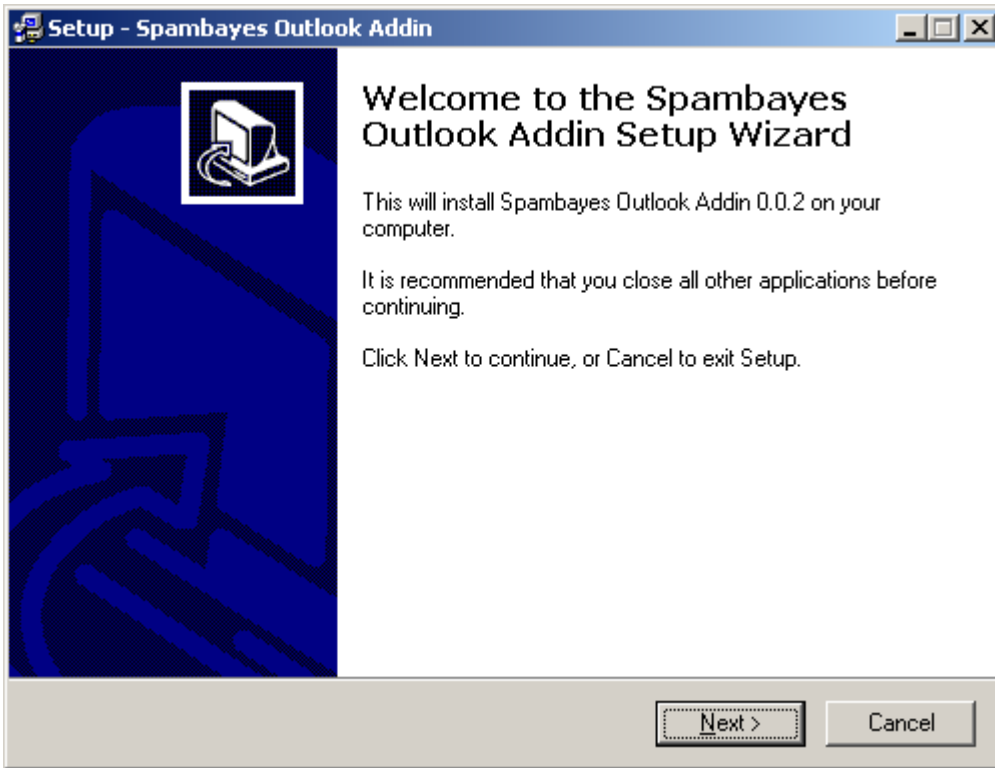 Setup - Spambayes Outlook Addin
Welcome to the Spambayes
Outlook Addin Setup Wizard
This will install Spambayes Outlook Addin 0.0.2 on your
computer.
It is recommended that you close all other applications before
continuing.
Click Next to continue, or Cancel to exit Setup.
Next >
Cancel